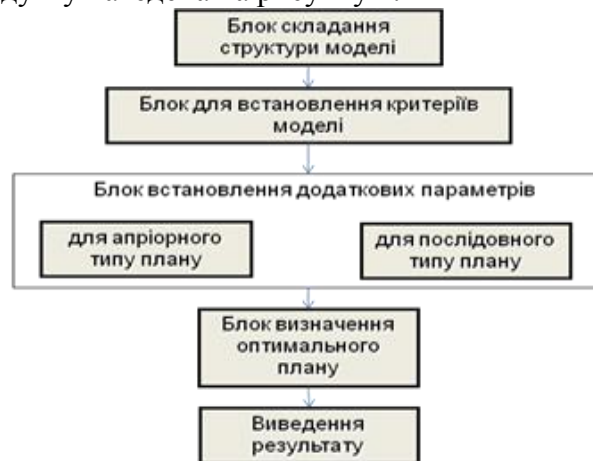 Блок складання
структури моделі
Блок для встановлення критеріїв
моделі
Блок встановлення додаткових параметрів
для апріорного
типу плану
для послідовного
типу плану
Блок визначення
оптимального
плану
Виведення
результату